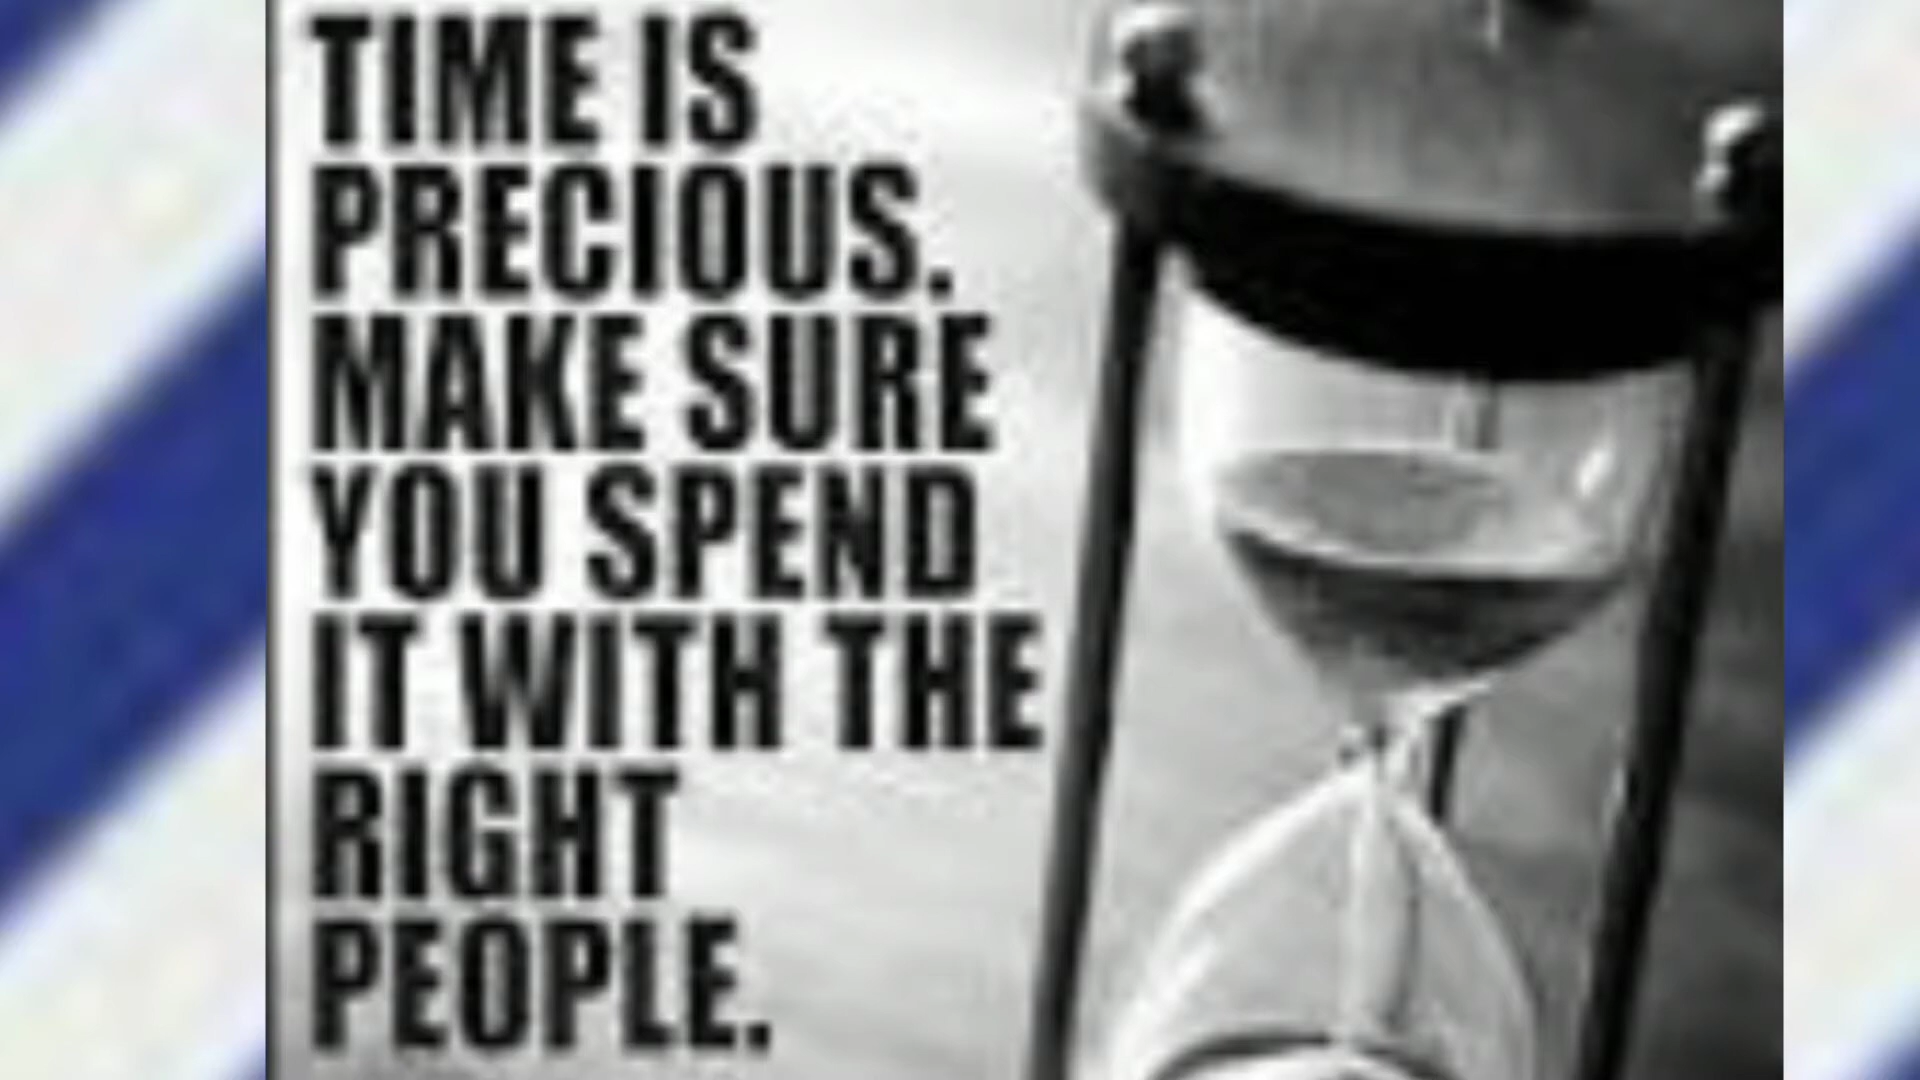 TIME IS
PRECIOUS.
MAKE SURE
YOU SPEND
IT WITH THE
RIGHT
PEOPLE.